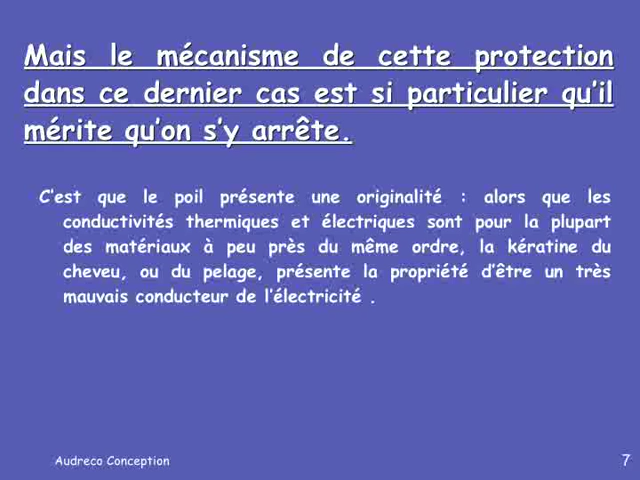 Mais le mécanisme de cette protection
dans ce dernier cas est si particulier qu’il
mérite qu’on s’y arrête.
C’est que le poil présente une originalité : alors que les
conductivités thermiques et électriques sont pour la plupart
des matériaux à peu près du même ordre, la kératine du
cheveu, ou du pelage, présente la propriété d’être un très
mauvais conducteur de l’électricité .
Audreco Conception
7